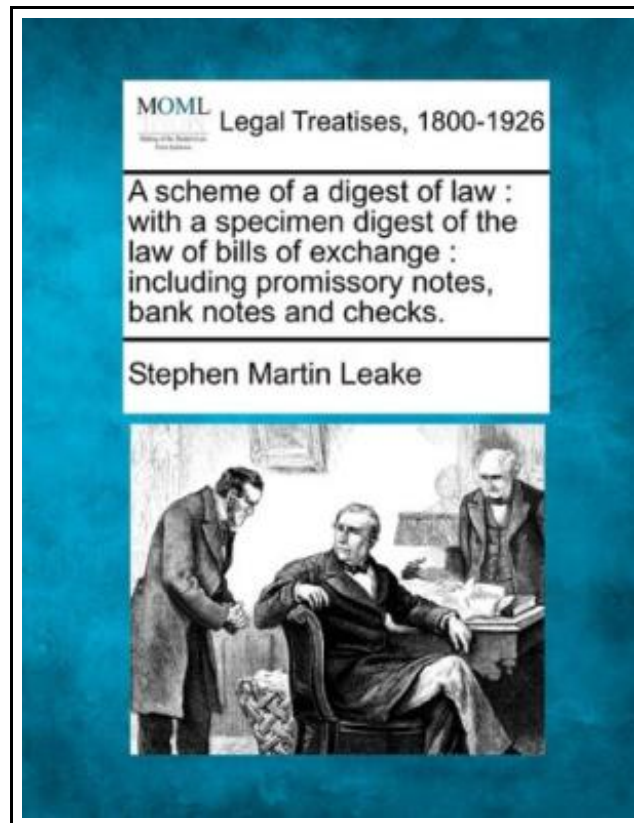 MOML
Legal Treatises, 1800-1926
A scheme of a digest of law :
with a specimen digest of the
law of bills of exchange :
including promissory notes,
bank notes and checks.
Stephen Martin Leake